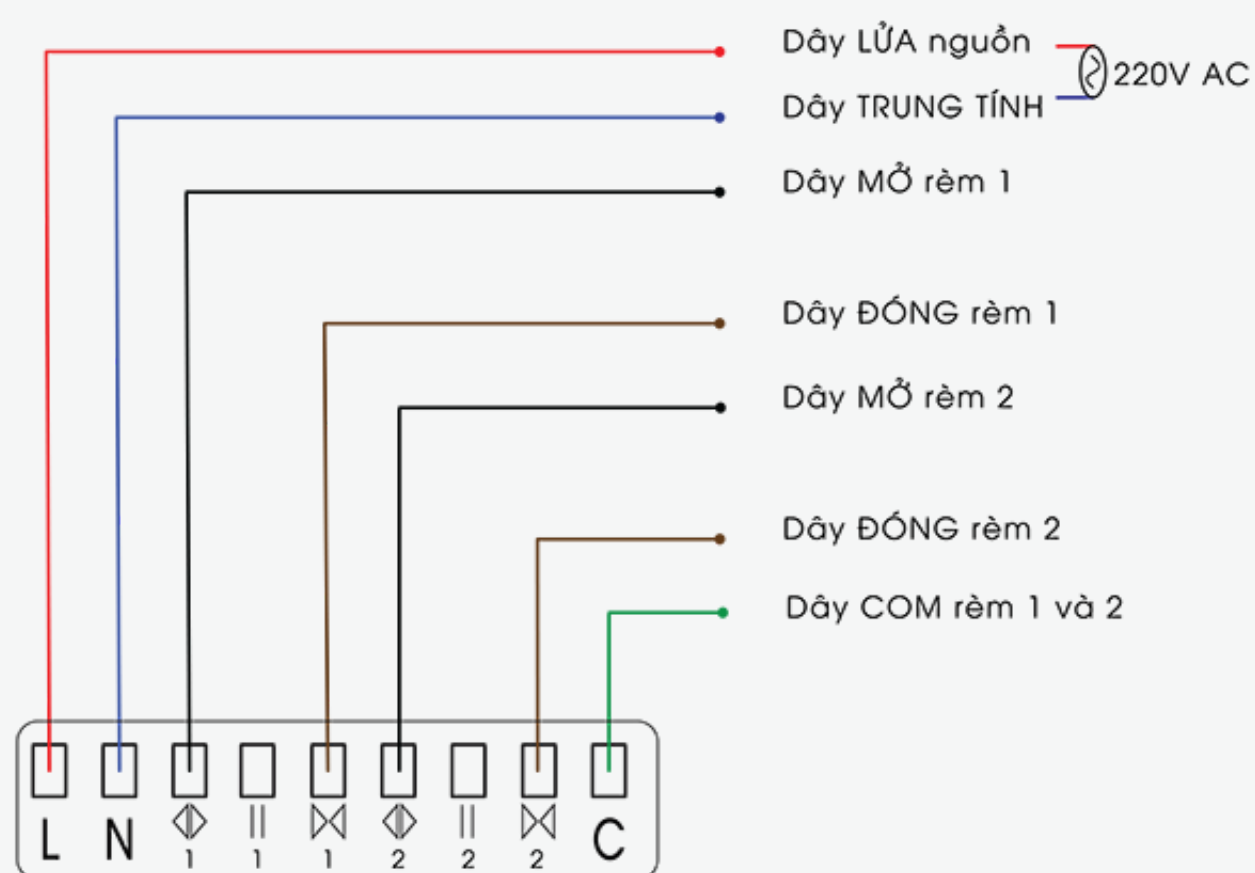 Dây LỬA nguồn
220V AC
Dây TRUNG TÍNH
Dây MỞ rèm 1
Dây ĐÓNG rèm 1
Dây MỞ rèm 2
Dây ĐÓNG rèm 2
Dây COM rèm 1 và 2
L N C
1 1 1 2 2 2